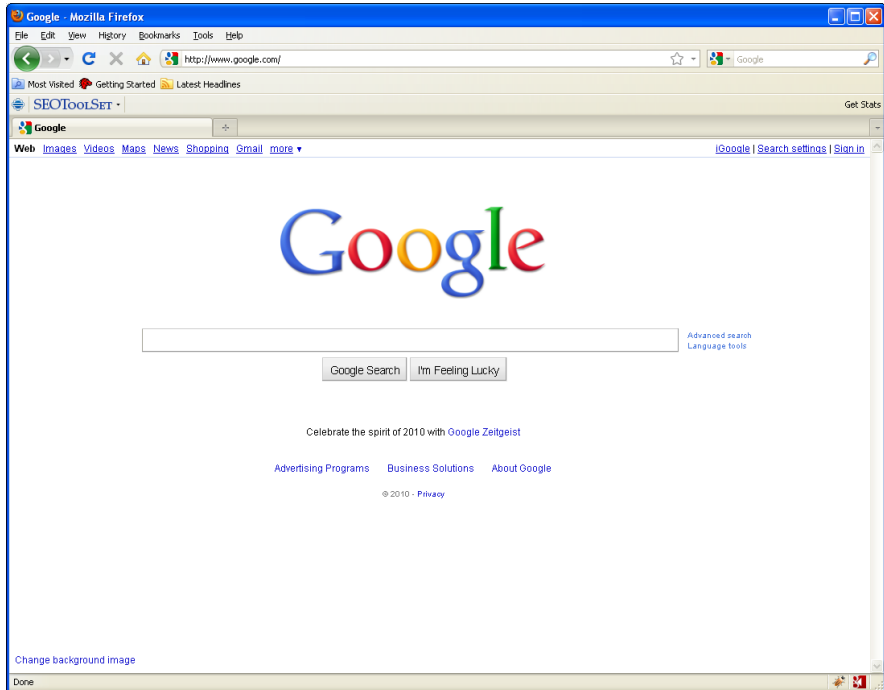 Google - Mozilla Firefox
File Edit View History Bookmarks Tools Help
http://www.google.com/ Google
Most Visited Getting Started Latest Headlines
SEOToolSet Get Stats
Google
Web Images Videos Maps News Shopping Gmail more iGoogle | Search settings | Sign in
Google
Advanced search
Language tools
Google Search I'm Feeling Lucky
Celebrate the spirit of 2010 with Google Zeitgeist
Advertising Programs Business Solutions About Google
© 2010 - Privacy
Change background image
Done